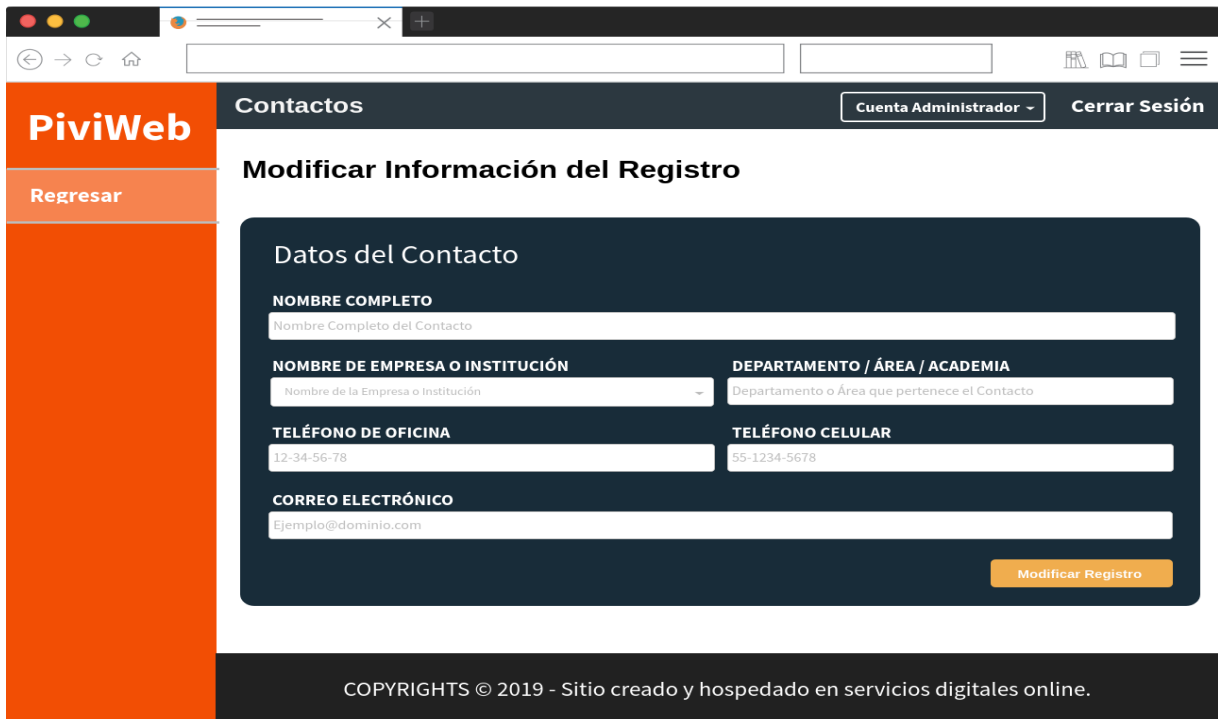 PiviWeb
Regresar
Contactos
Cuenta Administrador
Cerrar Sesión
Modificar Información del Registro
Datos del Contacto
NOMBRE COMPLETO
Nombre Completo del Contacto
NOMBRE DE EMPRESA O INSTITUCIÓN
Nombre de la Empresa o Institución
DEPARTAMENTO / ÁREA / ACADEMIA
Departamento o Área que pertenece el Contacto
TELÉFONO DE OFICINA
12-34-56-78
TELÉFONO CELULAR
55-1234-5678
CORREO ELECTRÓNICO
Ejemplo@dominio.com
Modificar Registro
COPYRIGHTS © 2019 - Sitio creado y hospedado en servicios digitales online.